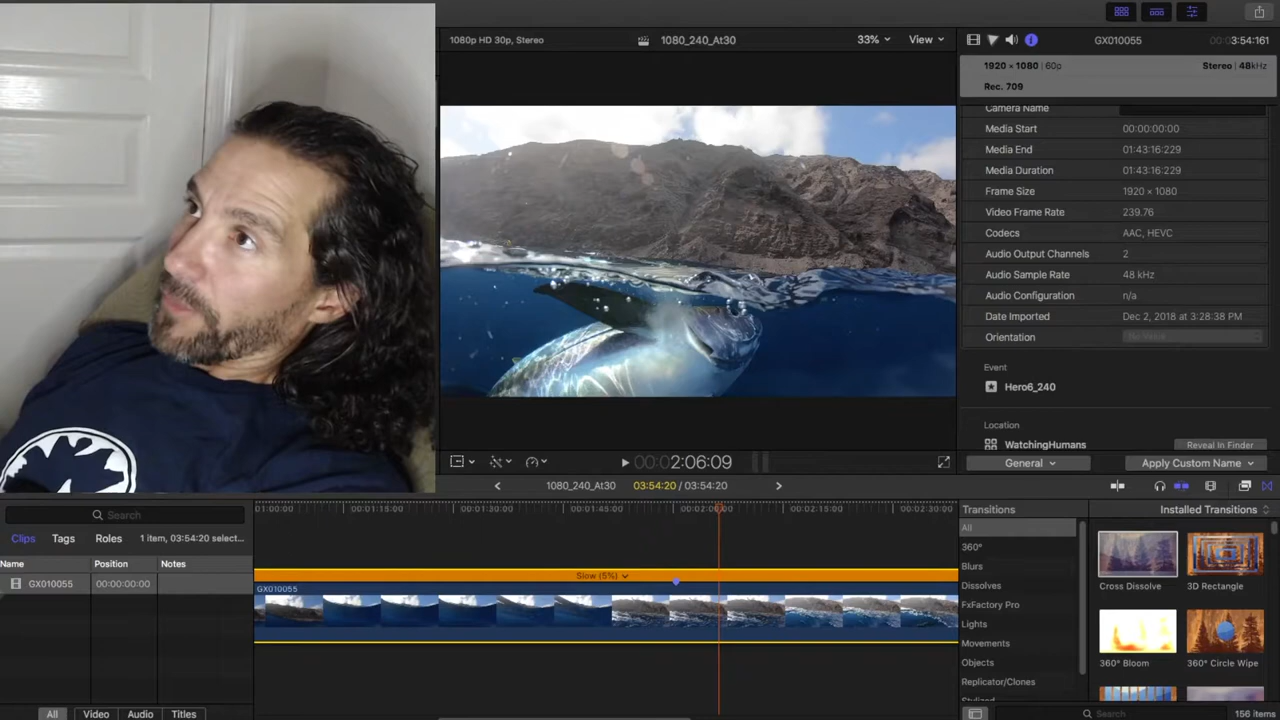 1080p HD 30p, Stereo
1080_240_At30
33%
View
GX010055
00:03:54:161
1920 × 1080 | 60p
Stereo | 48kHz
Rec. 709
Camera Name
Media Start 00:00:00:00
Media End 01:43:16:229
Media Duration 01:43:16:229
Frame Size 1920 × 1080
Video Frame Rate 239.76
Codecs AAC, HEVC
Audio Output Channels 2
Audio Sample Rate 48 kHz
Audio Configuration n/a
Date Imported Dec 2, 2018 at 3:28:38 PM
Orientation
Event
Hero6_240
Location
WatchingHumans
Reveal In Finder
General
Apply Custom Name
00:00:2:06:09
1080_240_At30
03:54:20 / 03:54:20
Search
Clips Tags Roles 1 item, 03:54:20 select...
Name Position Notes
GX010055 00:00:00:00
01:00:00 00:01:15:00 00:01:30:00 00:01:45:00 00:02:00:00 00:02:15:00 00:02:30:00
Slow (5%)
GX010055
Transitions
Installed Transitions
All
360°
Blurs
Dissolves
FxFactory Pro
Lights
Movements
Objects
Replicator/Clones
Stylized
Cross Dissolve
3D Rectangle
360° Bloom
360° Circle Wipe
All Video Audio Titles
Search
156 items